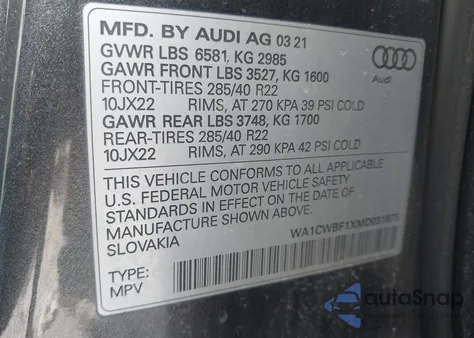 MFD. BY AUDI AG 03 21
GVWR LBS 6581, KG 2985
GAWR FRONT LBS 3527, KG 1600
FRONT-TIRES 285/40 R22
10JX22 RIMS, AT 270 KPA 39 PSI COLD
GAWR REAR LBS 3748, KG 1700
REAR-TIRES 285/40 R22
10JX22 RIMS, AT 290 KPA 42 PSI COLD
Audi
THIS VEHICLE CONFORMS TO ALL APPLICABLE
U.S. FEDERAL MOTOR VEHICLE SAFETY
STANDARDS IN EFFECT ON THE DATE OF
MANUFACTURE SHOWN ABOVE.
SLOVAKIA
TYPE:
MPV
autoSnap